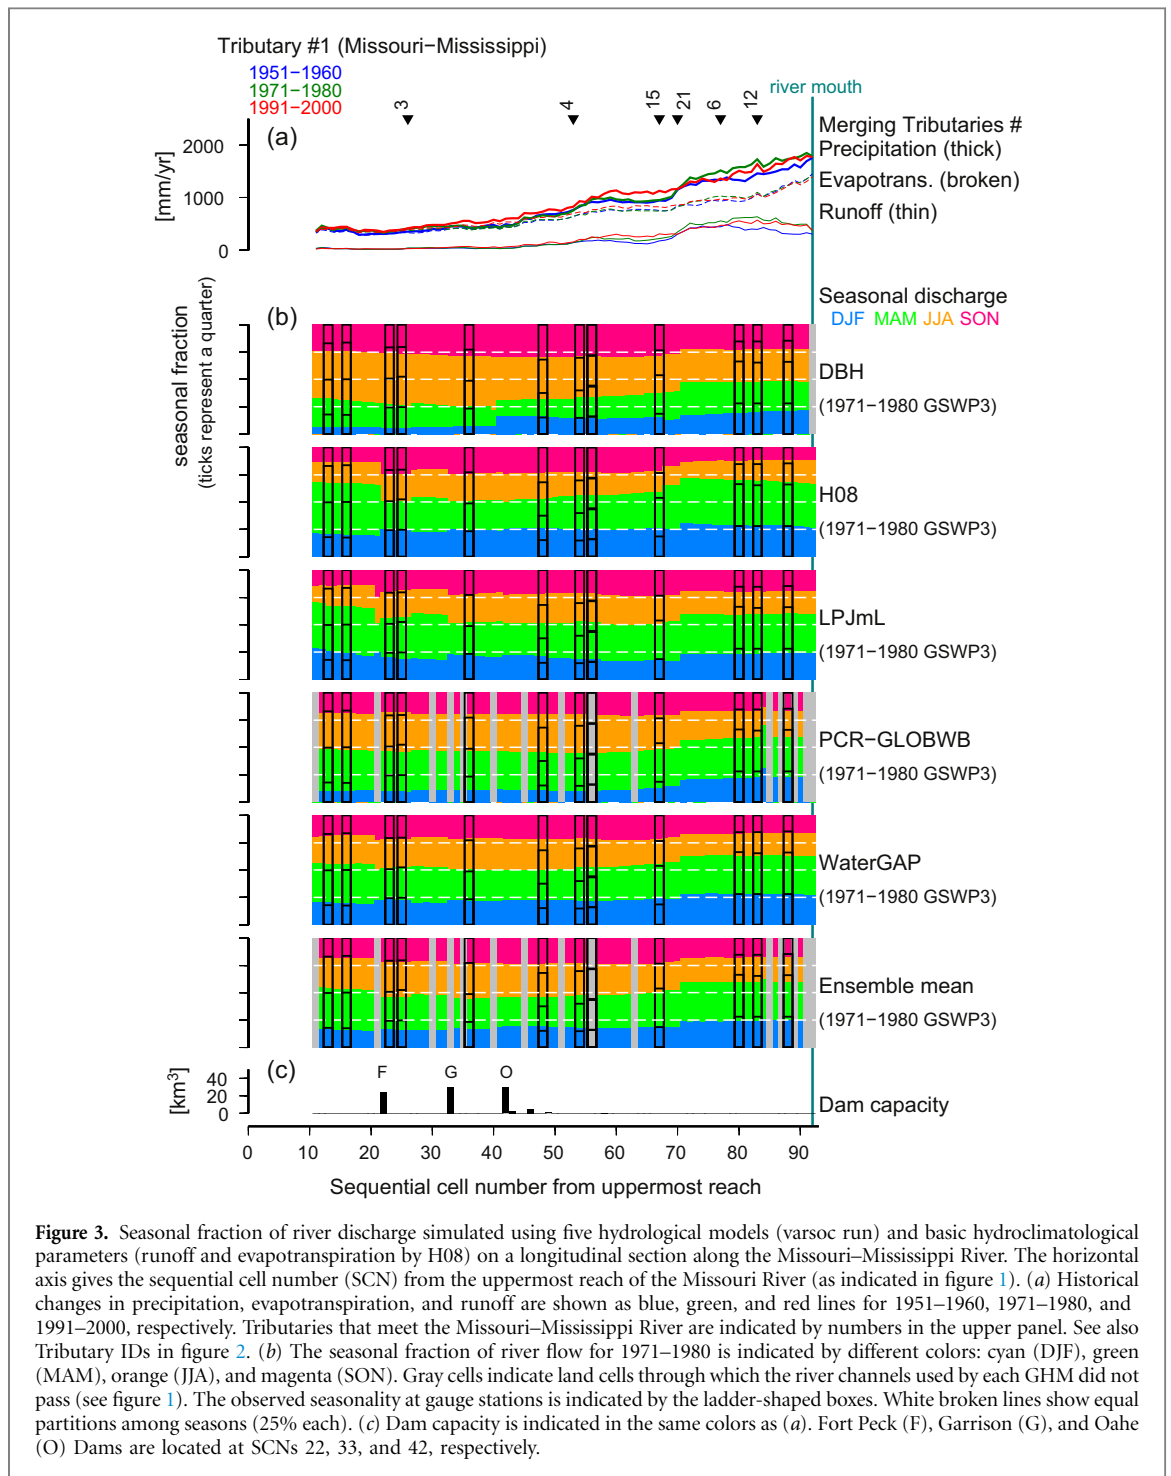 Tributary #1 (Missouri−Mississippi)
1951−1960
1971−1980
1991−2000
3
4
15
21
6
12
river mouth
(a)
[mm/yr]
2000
1000
0
Merging Tributaries #
Precipitation (thick)
Evapotrans. (broken)
Runoff (thin)
seasonal fraction
(ticks represent a quarter)
(b)
Seasonal discharge
DJF MAM JJA SON
DBH
(1971−1980 GSWP3)
H08
(1971−1980 GSWP3)
LPJmL
(1971−1980 GSWP3)
PCR−GLOBWB
(1971−1980 GSWP3)
WaterGAP
(1971−1980 GSWP3)
Ensemble mean
(1971−1980 GSWP3)
(c)
[km³]
40
20
0
F
G
O
Dam capacity
0 10 20 30 40 50 60 70 80 90
Sequential cell number from uppermost reach
Figure 3. Seasonal fraction of river discharge simulated using five hydrological models (varsoc run) and basic hydroclimatological
parameters (runoff and evapotranspiration by H08) on a longitudinal section along the Missouri–Mississippi River. The horizontal
axis gives the sequential cell number (SCN) from the uppermost reach of the Missouri River (as indicated in figure 1). (a) Historical
changes in precipitation, evapotranspiration, and runoff are shown as blue, green, and red lines for 1951–1960, 1971–1980, and
1991–2000, respectively. Tributaries that meet the Missouri–Mississippi River are indicated by numbers in the upper panel. See also
Tributary IDs in figure 2. (b) The seasonal fraction of river flow for 1971–1980 is indicated by different colors: cyan (DJF), green
(MAM), orange (JJA), and magenta (SON). Gray cells indicate land cells through which the river channels used by each GHM did not
pass (see figure 1). The observed seasonality at gauge stations is indicated by the ladder-shaped boxes. White broken lines show equal
partitions among seasons (25% each). (c) Dam capacity is indicated in the same colors as (a). Fort Peck (F), Garrison (G), and Oahe
(O) Dams are located at SCNs 22, 33, and 42, respectively.